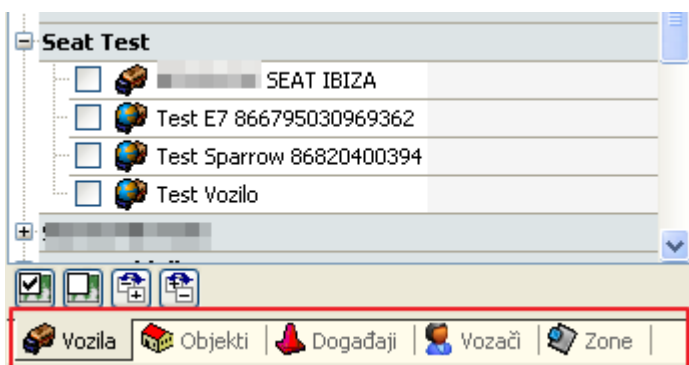 Seat Test
SEAT IBIZA
Test E7 866795030969362
Test Sparrow 86820400394
Test Vozilo
Vozila Objekti Događaji Vozači Zone